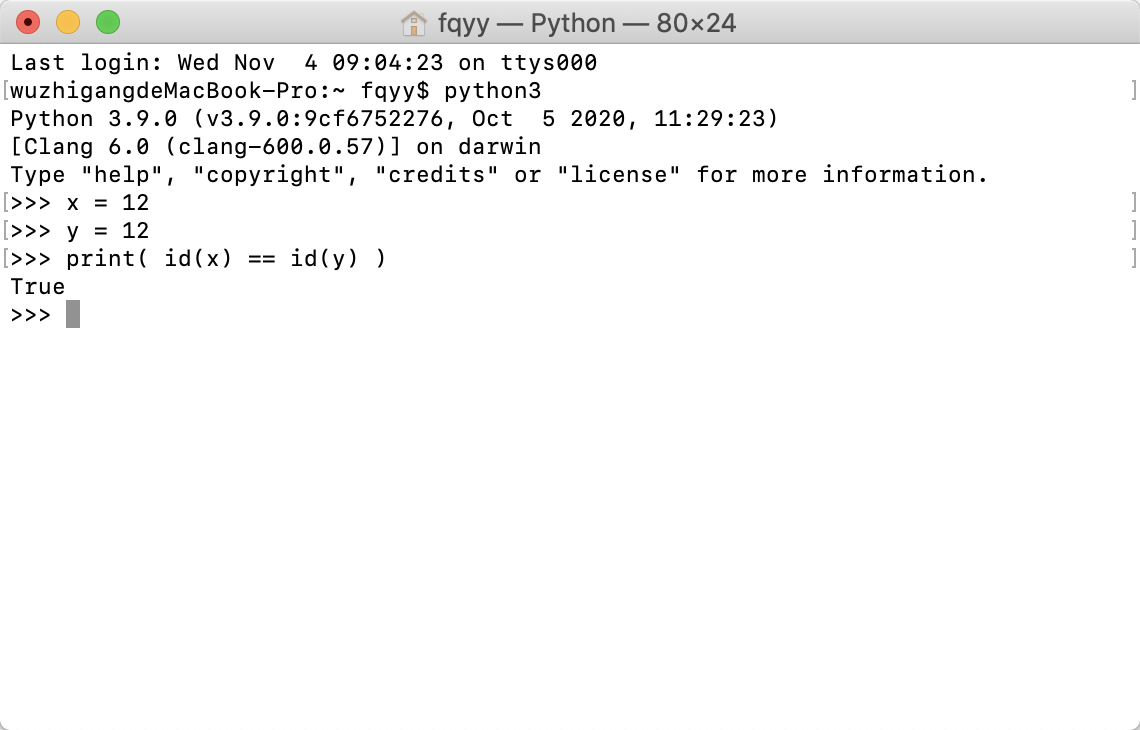 fqyy — Python — 80×24
Last login: Wed Nov  4 09:04:23 on ttys000
[wuzhigangdeMacBook-Pro:~ fqyy$ python3 ]
Python 3.9.0 (v3.9.0:9cf6752276, Oct  5 2020, 11:29:23)
[Clang 6.0 (clang-600.0.57)] on darwin
Type "help", "copyright", "credits" or "license" for more information.
[>>> x = 12 ]
[>>> y = 12 ]
[>>> print( id(x) == id(y) ) ]
True
>>>